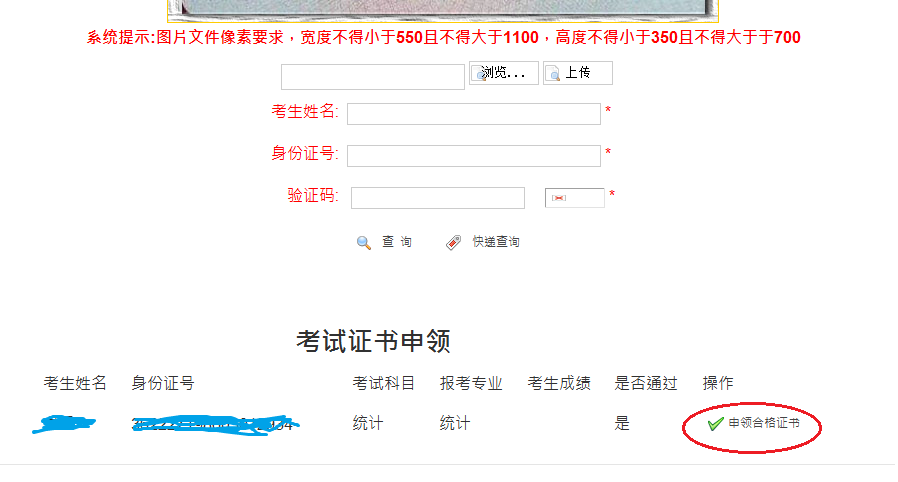 系统提示:图片文件像素要求，宽度不得小于550且不得大于1100，高度不得小于350且不得大于于700
浏览... 上传
考生姓名: *
身份证号: *
验证码: *
查 询 快递查询
考试证书申领
考生姓名 身份证号 考试科目 报考专业 考生成绩 是否通过 操作
统计 统计 是 申领合格证书